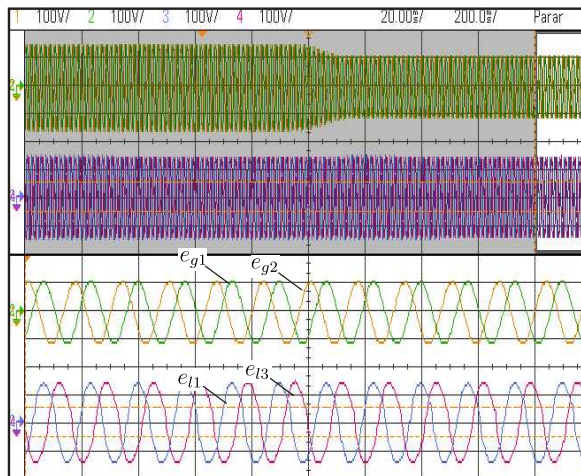 1 100V/ 2 100V/ 3 100V/ 4 100V/ 20.00s/ 200.0s/ Parar
e_{g1} e_{g2}
e_{l1} e_{l3}